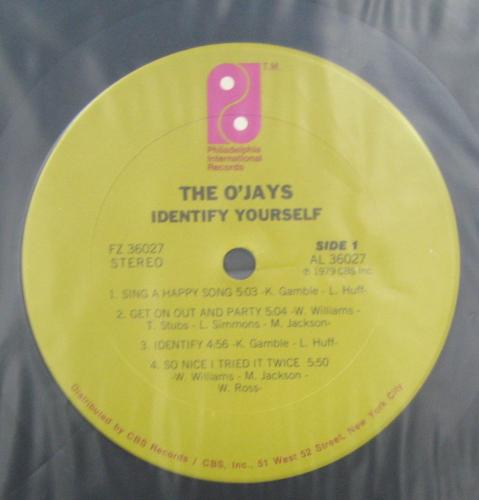 T.M.
Philadelphia
International
Records
THE O'JAYS
IDENTIFY YOURSELF
FZ 36027
STEREO
SIDE 1
AL 36027
℗ 1979 CBS Inc.
1. SING A HAPPY SONG 5:03 -K. Gamble - L. Huff-
2. GET ON OUT AND PARTY 5:04 -W. Williams -
T. Stubs - L. Simmons - M. Jackson-
3. IDENTIFY 4:56 -K. Gamble - L. Huff-
4. SO NICE I TRIED IT TWICE 5:50
-W. Williams - M. Jackson -
W. Ross-
Distributed by CBS Records / CBS, Inc., 51 West 52 Street, New York City